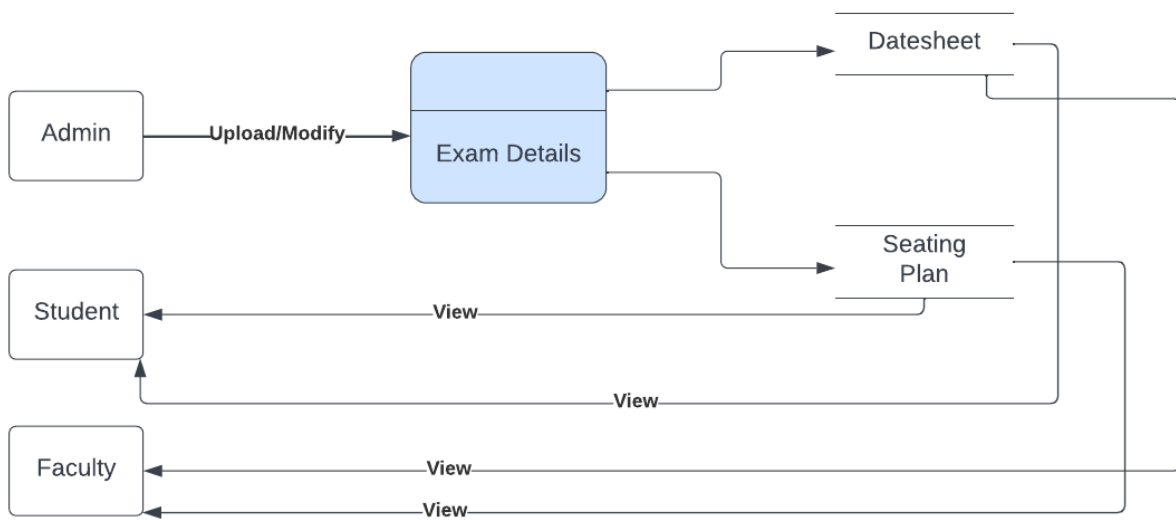 Datesheet
Admin
Upload/Modify
Exam Details
Seating
Plan
Student
View
View
Faculty
View
View